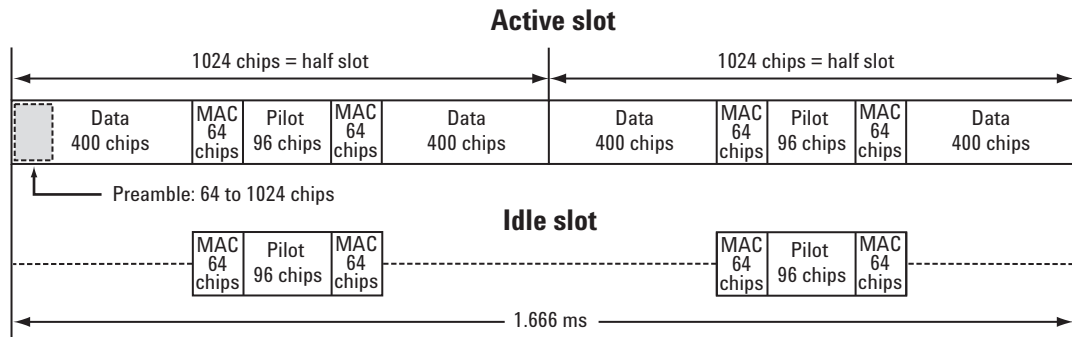 Active slot
1024 chips = half slot
1024 chips = half slot
Data
400 chips
MAC
64
chips
Pilot
96 chips
MAC
64
chips
Data
400 chips
Data
400 chips
MAC
64
chips
Pilot
96 chips
MAC
64
chips
Data
400 chips
Preamble: 64 to 1024 chips
Idle slot
MAC
64
chips
Pilot
96 chips
MAC
64
chips
MAC
64
chips
Pilot
96 chips
MAC
64
chips
1.666 ms